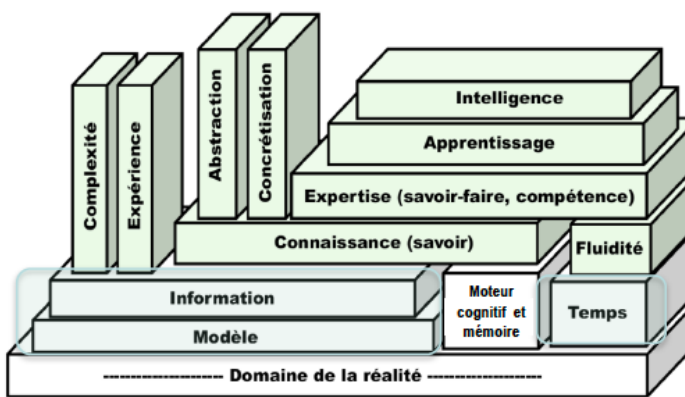 Complexité
Expérience
Abstraction
Concrétisation
Intelligence
Apprentissage
Expertise (savoir-faire, compétence)
Connaissance (savoir)
Fluidité
Information
Modèle
Moteur
cognitif et
mémoire
Temps
----------------------- Domaine de la réalité ----------------------